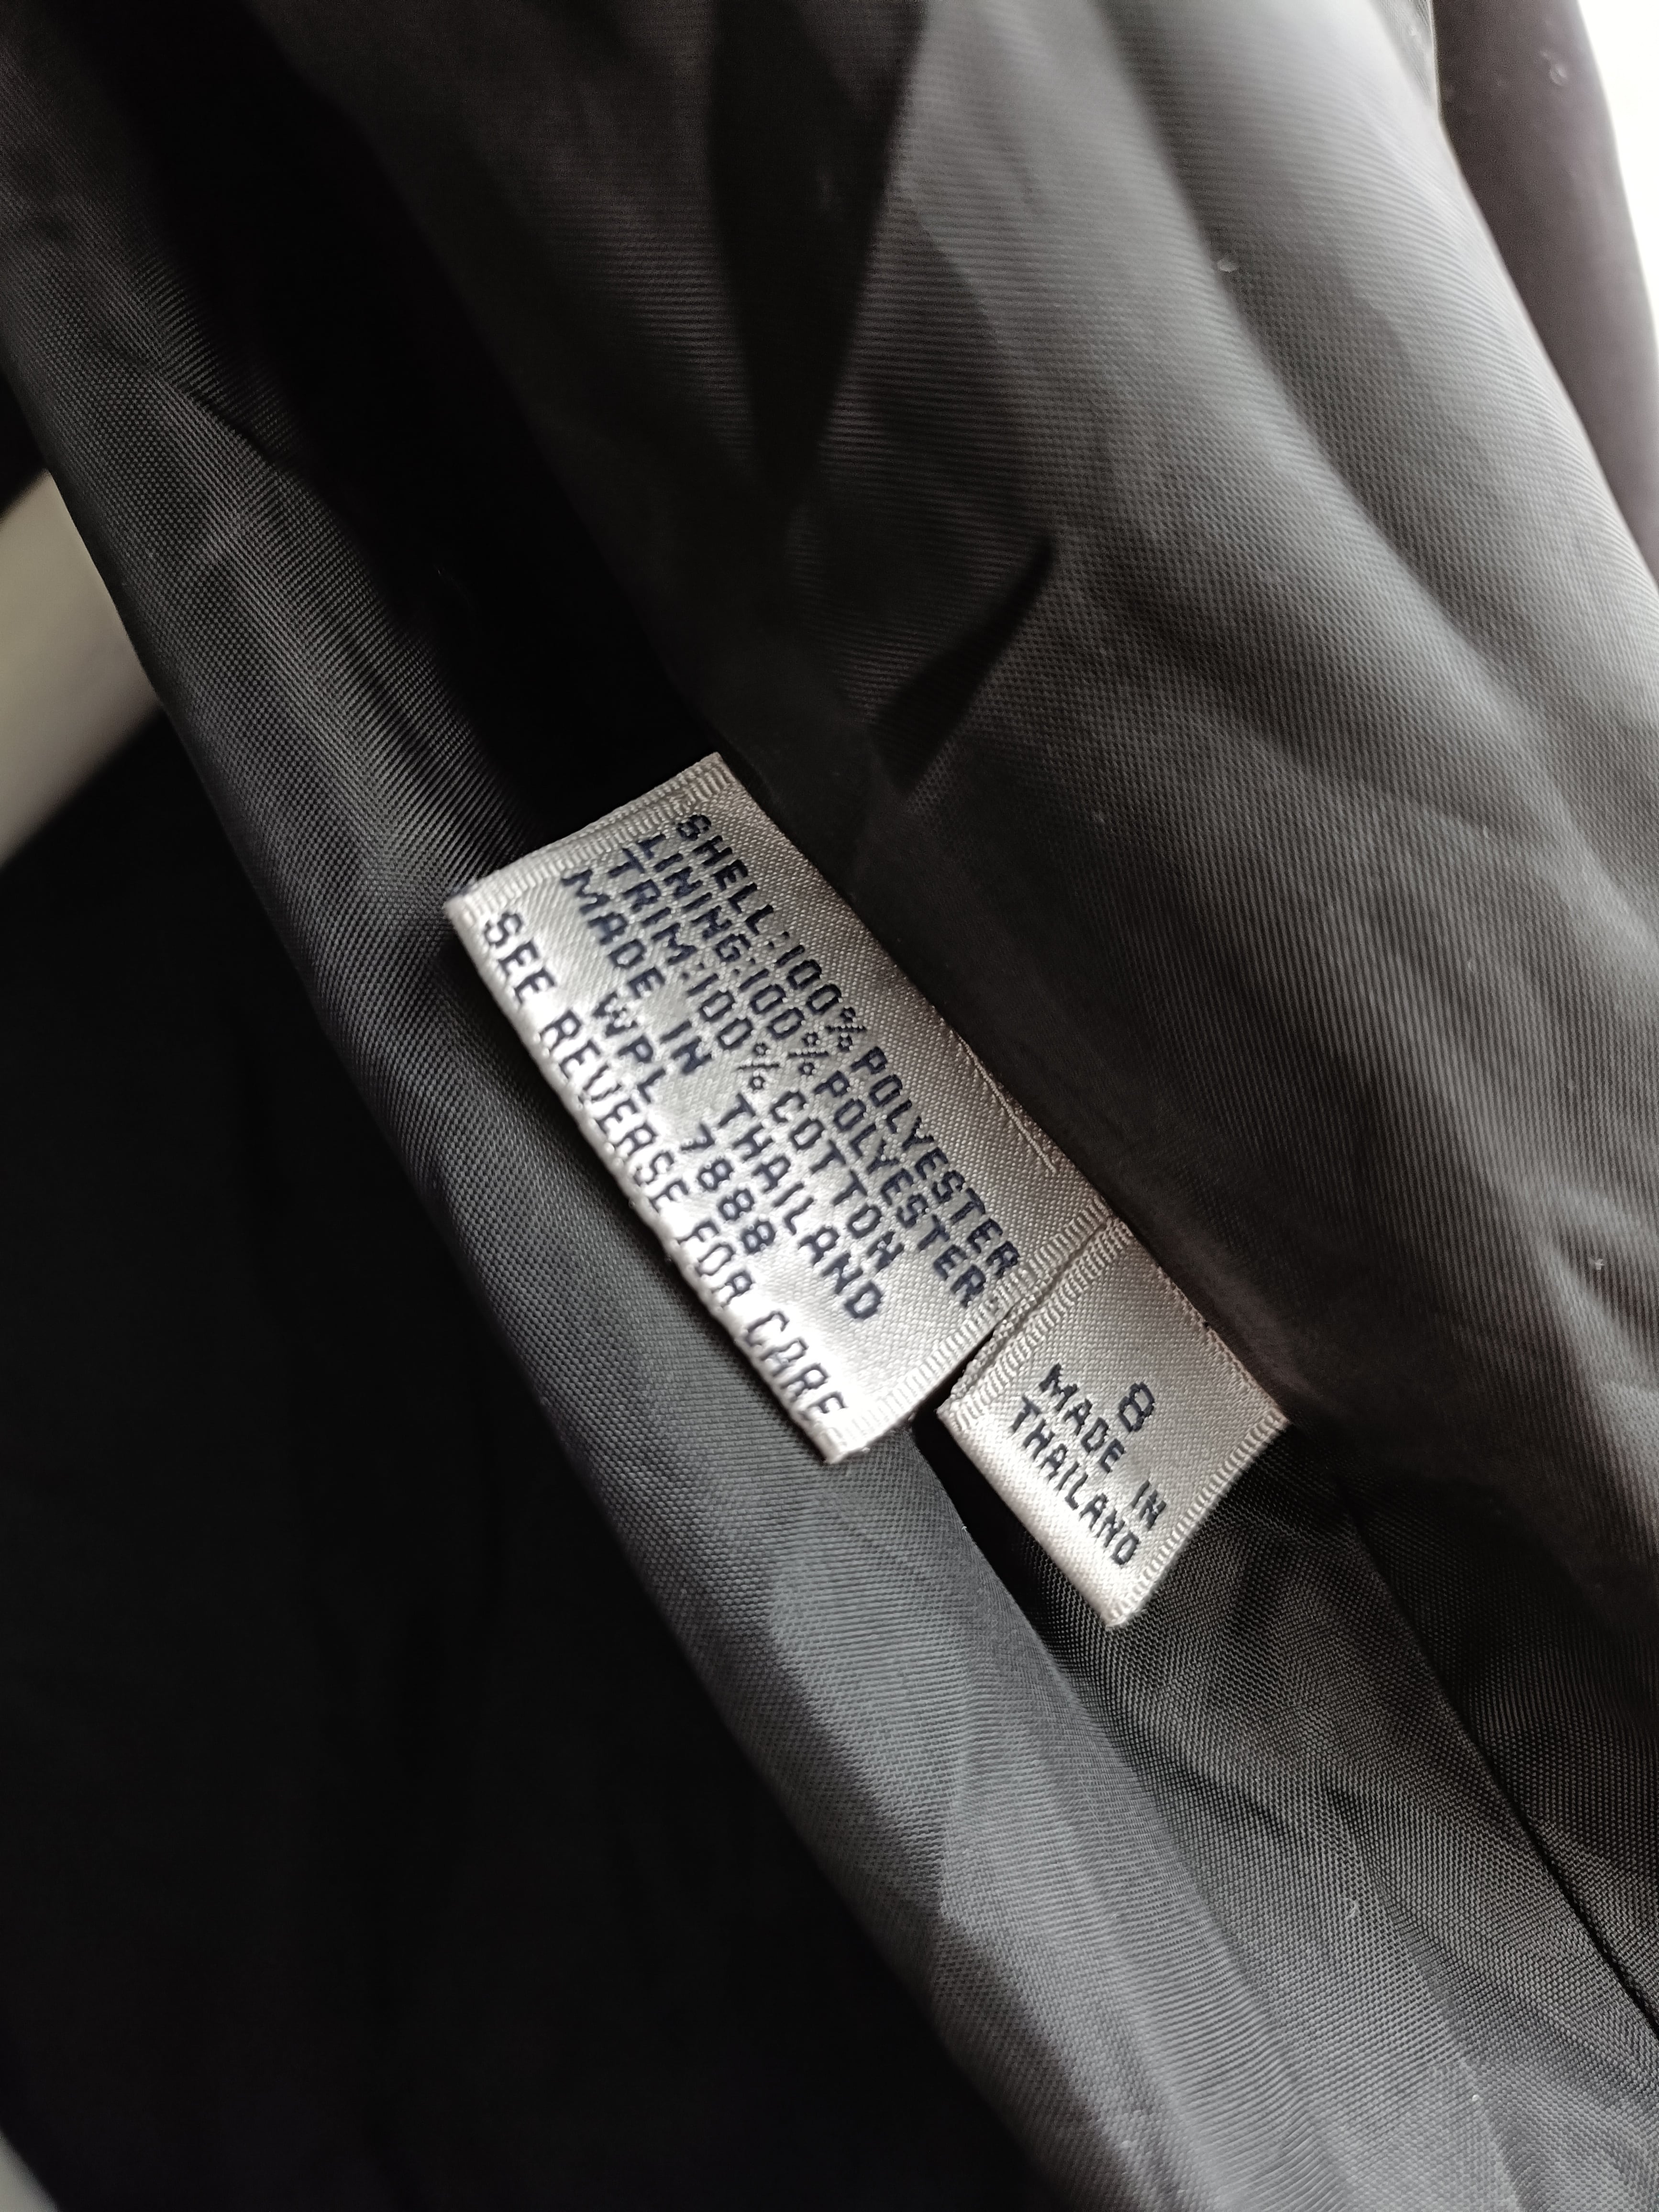 SHELL:100% POLYESTER
LINING:100% POLYESTER
TRIM:100% COTTON
MADE IN THAILAND
WPL 7888
SEE REVERSE FOR CARE
8
MADE IN
THAILAND